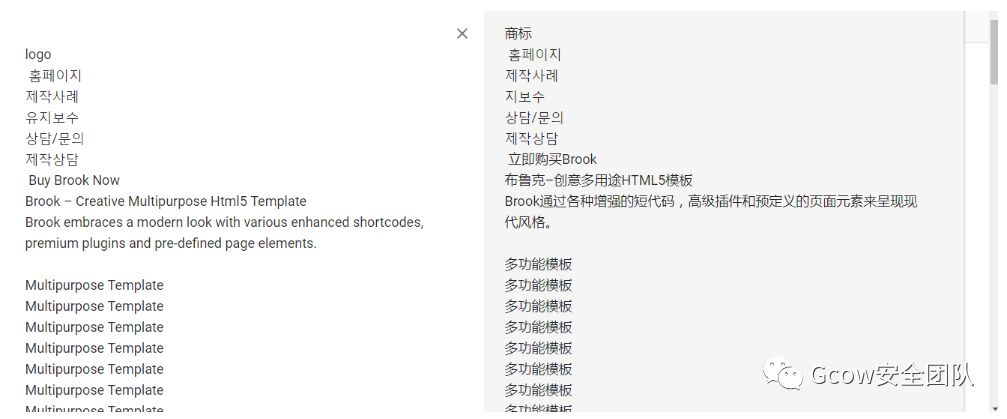 logo
홈페이지
제작사례
유지보수
상담/문의
제작상담
Buy Brook Now
Brook – Creative Multipurpose Html5 Template
Brook embraces a modern look with various enhanced shortcodes,
premium plugins and pre-defined page elements.
Multipurpose Template
Multipurpose Template
Multipurpose Template
Multipurpose Template
Multipurpose Template
Multipurpose Template
Multipurpose Template
商标
홈페이지
제작사례
지보수
상담/문의
제작상담
立即购买Brook
布鲁克–创意多用途HTML5模板
Brook通过各种增强的短代码，高级插件和预定义的页面元素来呈现现
代风格。
多功能模板
多功能模板
多功能模板
多功能模板
多功能模板
多功能模板
多功能模板
Gcow安全团队